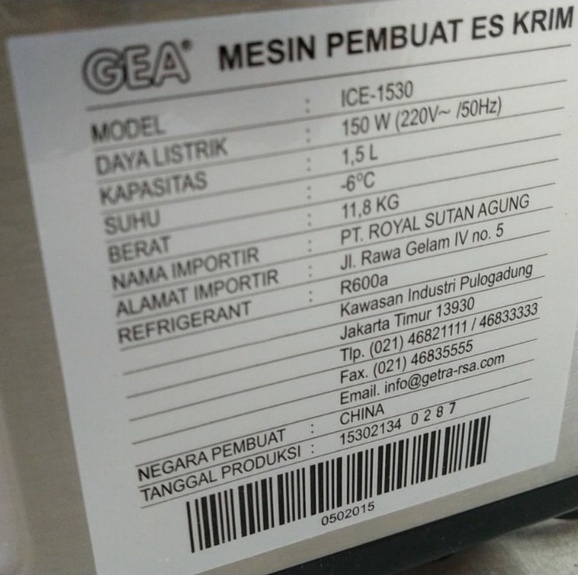 GEA® MESIN PEMBUAT ES KRIM
MODEL : ICE-1530
DAYA LISTRIK : 150 W (220V~ /50Hz)
KAPASITAS : 1,5 L
SUHU : -6°C
BERAT : 11,8 KG
NAMA IMPORTIR : PT. ROYAL SUTAN AGUNG
ALAMAT IMPORTIR : Jl. Rawa Gelam IV no. 5
REFRIGERANT : R600a
Kawasan Industri Pulogadung
Jakarta Timur 13930
Tlp. (021) 46821111 / 46833333
Fax. (021) 46835555
Email. info@getra-rsa.com
NEGARA PEMBUAT : CHINA
TANGGAL PRODUKSI : 15302134 0287
0502015